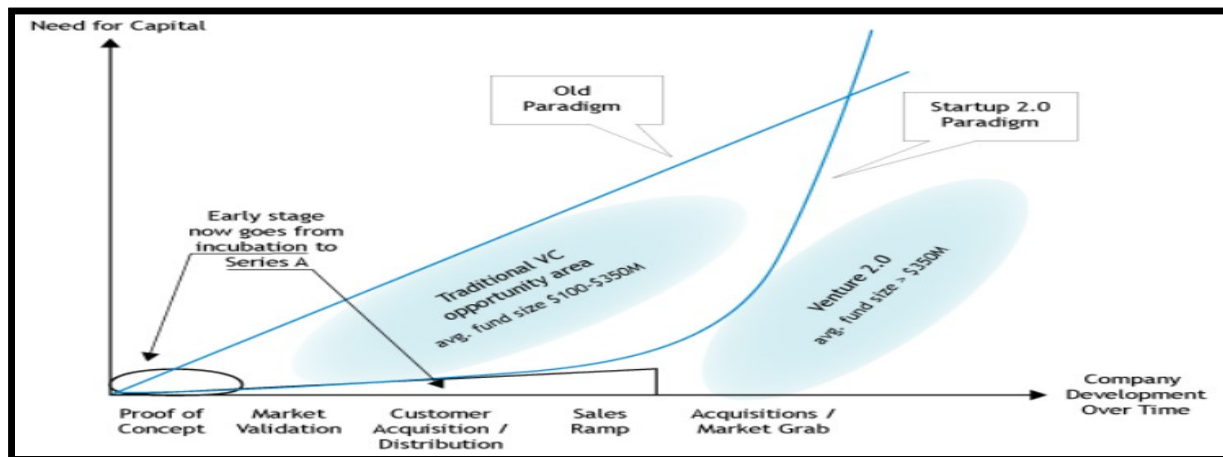 Need for Capital
Old
Paradigm
Startup 2.0
Paradigm
Early stage
now goes from
incubation to
Series A
Traditional VC
opportunity area
avg. fund size $100-$350M
Venture 2.0
avg. fund size > $350M
Proof of
Concept
Market
Validation
Customer
Acquisition /
Distribution
Sales
Ramp
Acquisitions /
Market Grab
Company
Development
Over Time